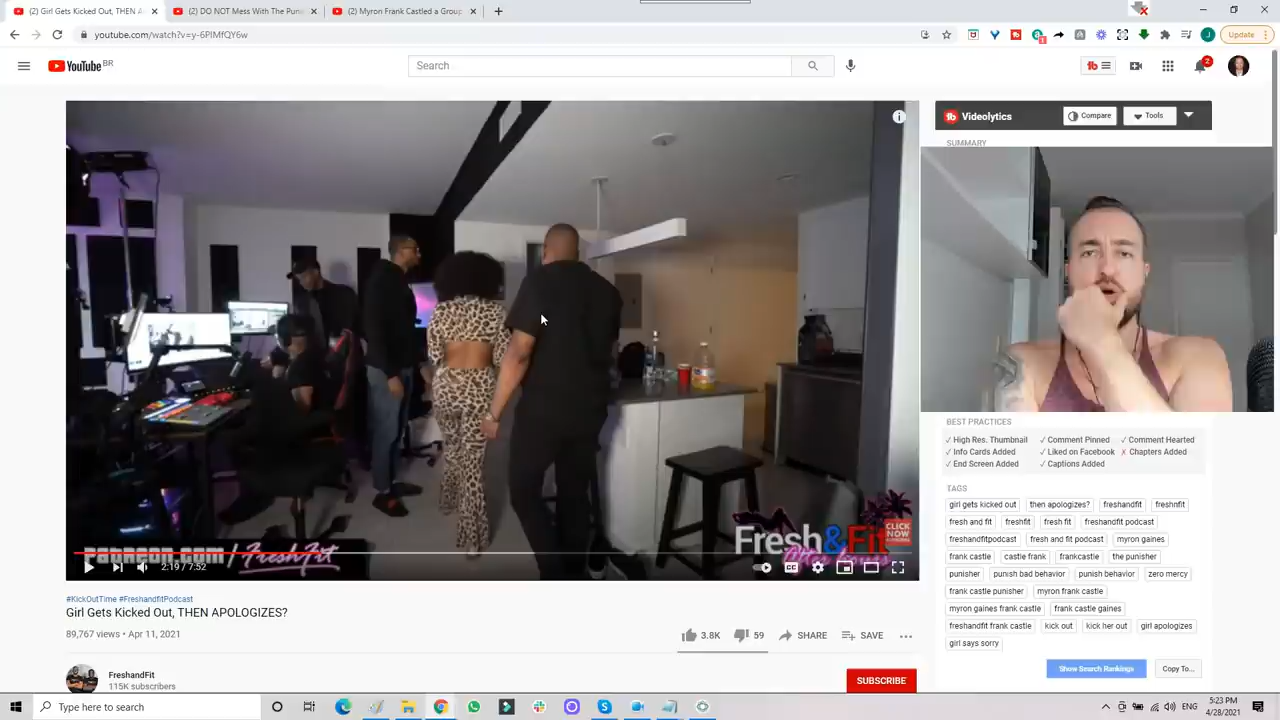 (2) Girl Gets Kicked Out, THEN A
(2) DO NOT Mess With The Puni
(2) Myron Frank Castled a Group
youtube.com/watch?v=y-6PlMfQY6w
Update
YouTube BR
Search
2
Videolytics
Compare
Tools
SUMMARY
Fresh&Fit
CLICK NOW
patreon.com/FreshFit
2:19 / 7:52
#KickOutTime #FreshandfitPodcast
Girl Gets Kicked Out, THEN APOLOGIZES?
89,767 views • Apr 11, 2021
3.8K
59
SHARE
SAVE
FreshandFit
115K subscribers
SUBSCRIBE
BEST PRACTICES
✓ High Res. Thumbnail ✓ Comment Pinned ✓ Comment Hearted
✓ Info Cards Added ✓ Liked on Facebook ✗ Chapters Added
✓ End Screen Added ✓ Captions Added
TAGS
girl gets kicked out then apologizes? freshandfit freshnfit
fresh and fit freshfit fresh fit freshandfit podcast
freshandfitpodcast fresh and fit podcast myron gaines
frank castle castle frank frankcastle the punisher
punisher punish bad behavior punish behavior zero mercy
frank castle punisher myron frank castle
myron gaines frank castle frank castle gaines
freshandfit frank castle kick out kick her out girl apologizes
girl says sorry
Show Search Rankings
Copy To...
Type here to search
ENG
5:23 PM
4/28/2021